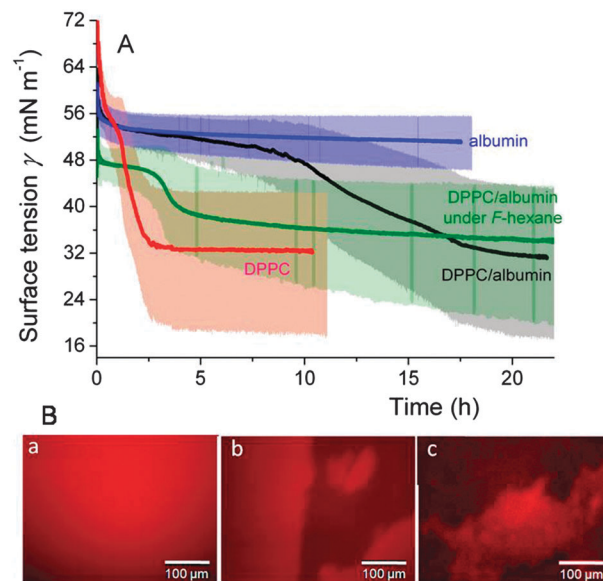 A
Surface tension γ (mN m⁻¹)
72
64
56
48
40
32
24
16
albumin
DPPC/albumin
under F-hexane
DPPC
DPPC/albumin
0
5
10
15
20
Time (h)
B
a
b
c
100 µm
100 µm
100 µm